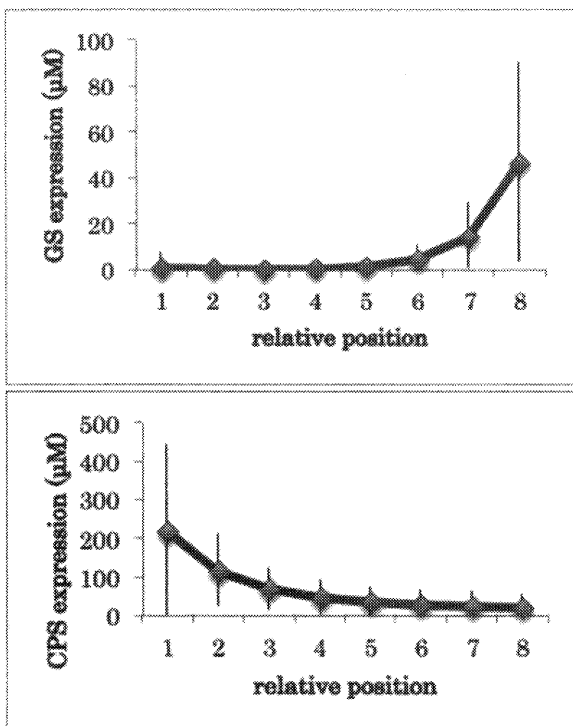 100
80
60
40
20
0
GS expression (µM)
1 2 3 4 5 6 7 8
relative position
500
400
300
200
100
0
CPS expression (µM)
1 2 3 4 5 6 7 8
relative position